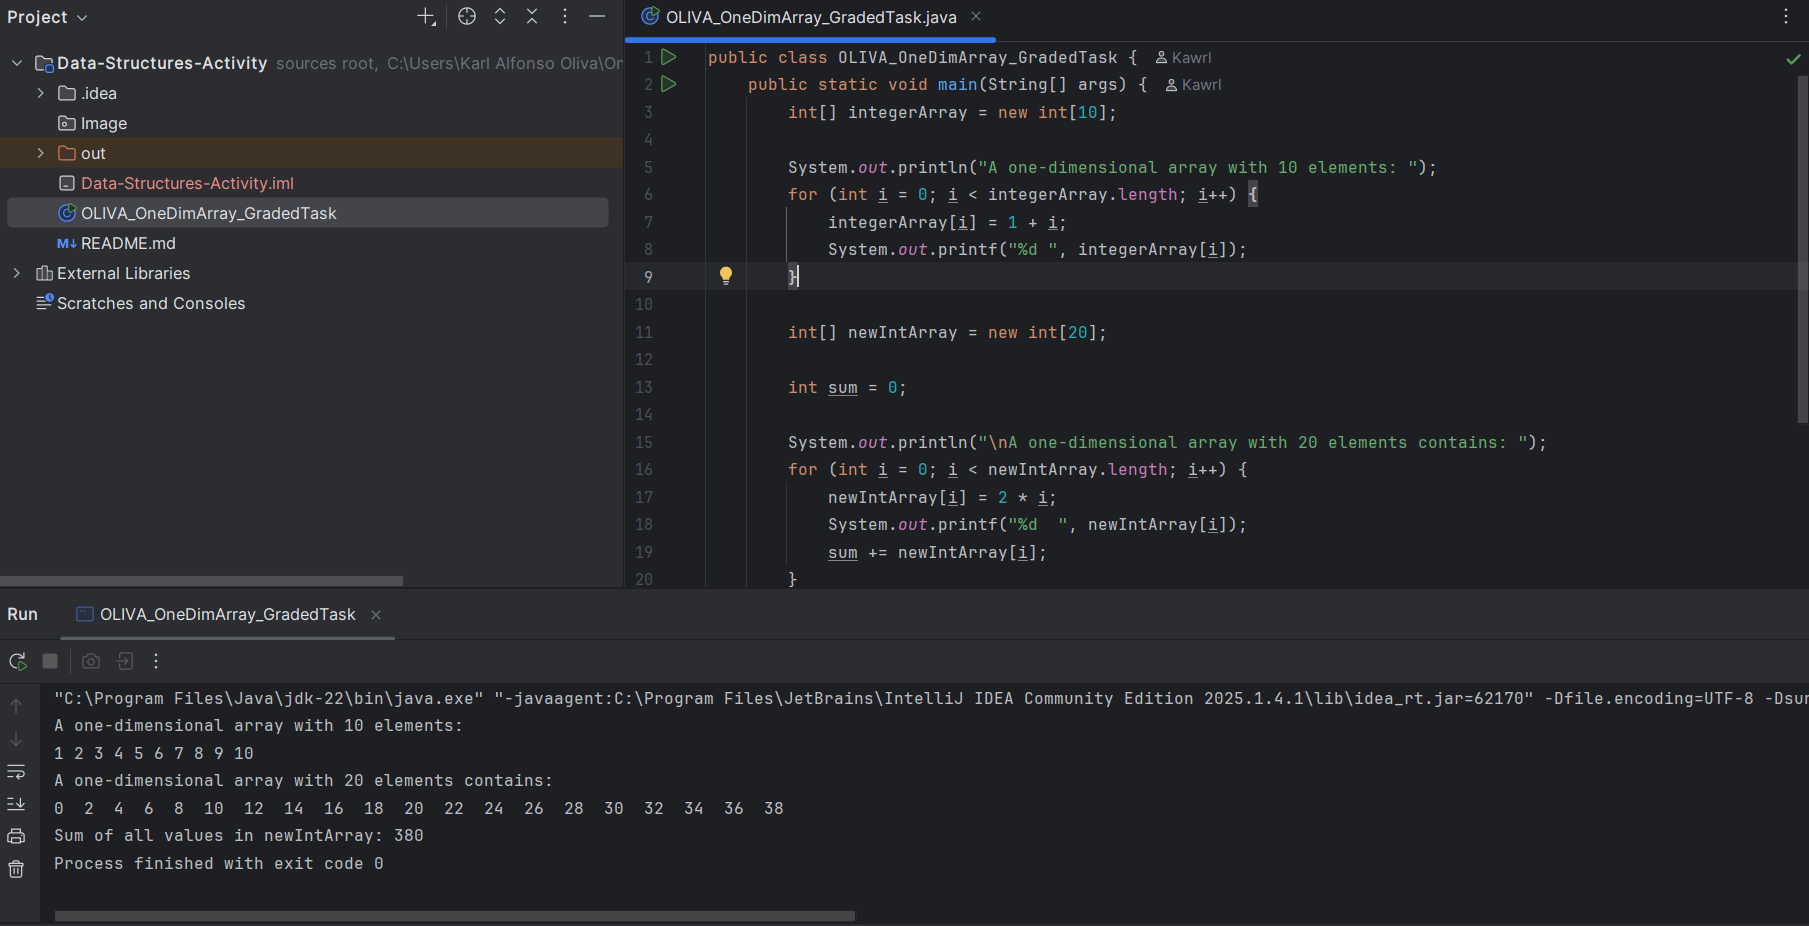 Project
Data-Structures-Activity sources root, C:\Users\Karl Alfonso Oliva\On
.idea
Image
out
Data-Structures-Activity.iml
OLIVA_OneDimArray_GradedTask
M↓ README.md
External Libraries
Scratches and Consoles
OLIVA_OneDimArray_GradedTask.java
1 public class OLIVA_OneDimArray_GradedTask { Kawrl
2 public static void main(String[] args) { Kawrl
3 int[] integerArray = new int[10];
4
5 System.out.println("A one-dimensional array with 10 elements: ");
6 for (int i = 0; i < integerArray.length; i++) {
7 integerArray[i] = 1 + i;
8 System.out.printf("%d ", integerArray[i]);
9 }
10
11 int[] newIntArray = new int[20];
12
13 int sum = 0;
14
15 System.out.println("\nA one-dimensional array with 20 elements contains: ");
16 for (int i = 0; i < newIntArray.length; i++) {
17 newIntArray[i] = 2 * i;
18 System.out.printf("%d  ", newIntArray[i]);
19 sum += newIntArray[i];
20 }
Run OLIVA_OneDimArray_GradedTask
"C:\Program Files\Java\jdk-22\bin\java.exe" "-javaagent:C:\Program Files\JetBrains\IntelliJ IDEA Community Edition 2025.1.4.1\lib\idea_rt.jar=62170" -Dfile.encoding=UTF-8 -Dsun
A one-dimensional array with 10 elements:
1 2 3 4 5 6 7 8 9 10
A one-dimensional array with 20 elements contains:
0  2  4  6  8  10  12  14  16  18  20  22  24  26  28  30  32  34  36  38
Sum of all values in newIntArray: 380
Process finished with exit code 0